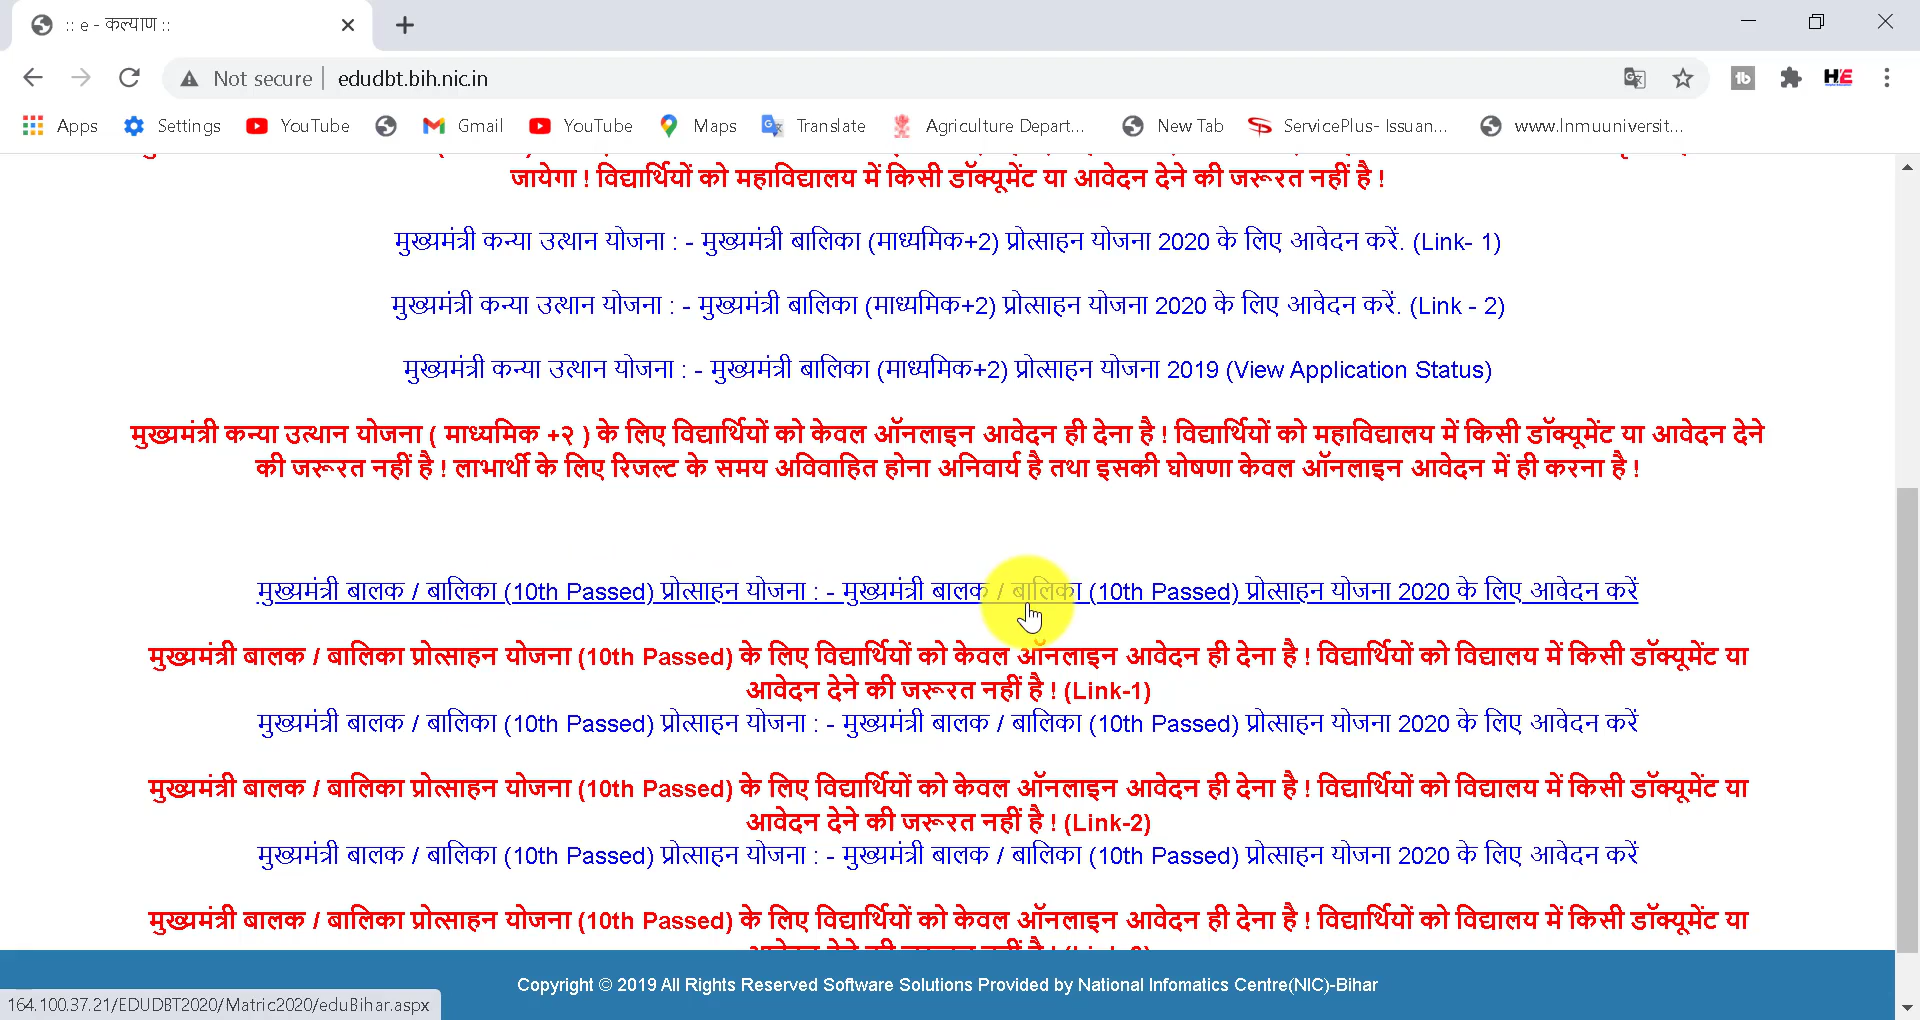 :: e - कल्याण ::
Not secure
edudbt.bih.nic.in
Apps
Settings
YouTube
Gmail
YouTube
Maps
Translate
Agriculture Depart...
New Tab
ServicePlus- Issuan...
www.lnmuuniversit...
जायेगा ! विद्यार्थियों को महाविद्यालय में किसी डॉक्यूमेंट या आवेदन देने की जरूरत नहीं है !
मुख्यमंत्री कन्या उत्थान योजना : - मुख्यमंत्री बालिका (माध्यमिक+2) प्रोत्साहन योजना 2020 के लिए आवेदन करें. (Link- 1)
मुख्यमंत्री कन्या उत्थान योजना : - मुख्यमंत्री बालिका (माध्यमिक+2) प्रोत्साहन योजना 2020 के लिए आवेदन करें. (Link - 2)
मुख्यमंत्री कन्या उत्थान योजना : - मुख्यमंत्री बालिका (माध्यमिक+2) प्रोत्साहन योजना 2019 (View Application Status)
मुख्यमंत्री कन्या उत्थान योजना ( माध्यमिक +२ ) के लिए विद्यार्थियों को केवल ऑनलाइन आवेदन ही देना है ! विद्यार्थियों को महाविद्यालय में किसी डॉक्यूमेंट या आवेदन देने
की जरूरत नहीं है ! लाभार्थी के लिए रिजल्ट के समय अविवाहित होना अनिवार्य है तथा इसकी घोषणा केवल ऑनलाइन आवेदन में ही करना है !
मुख्यमंत्री बालक / बालिका (10th Passed) प्रोत्साहन योजना : - मुख्यमंत्री बालक / बालिका (10th Passed) प्रोत्साहन योजना 2020 के लिए आवेदन करें
मुख्यमंत्री बालक / बालिका प्रोत्साहन योजना (10th Passed) के लिए विद्यार्थियों को केवल ऑनलाइन आवेदन ही देना है ! विद्यार्थियों को विद्यालय में किसी डॉक्यूमेंट या
आवेदन देने की जरूरत नहीं है ! (Link-1)
मुख्यमंत्री बालक / बालिका (10th Passed) प्रोत्साहन योजना : - मुख्यमंत्री बालक / बालिका (10th Passed) प्रोत्साहन योजना 2020 के लिए आवेदन करें
मुख्यमंत्री बालक / बालिका प्रोत्साहन योजना (10th Passed) के लिए विद्यार्थियों को केवल ऑनलाइन आवेदन ही देना है ! विद्यार्थियों को विद्यालय में किसी डॉक्यूमेंट या
आवेदन देने की जरूरत नहीं है ! (Link-2)
मुख्यमंत्री बालक / बालिका (10th Passed) प्रोत्साहन योजना : - मुख्यमंत्री बालक / बालिका (10th Passed) प्रोत्साहन योजना 2020 के लिए आवेदन करें
मुख्यमंत्री बालक / बालिका प्रोत्साहन योजना (10th Passed) के लिए विद्यार्थियों को केवल ऑनलाइन आवेदन ही देना है ! विद्यार्थियों को विद्यालय में किसी डॉक्यूमेंट या
Copyright © 2019 All Rights Reserved Software Solutions Provided by National Infomatics Centre(NIC)-Bihar
164.100.37.21/EDUDBT2020/Matric2020/eduBihar.aspx